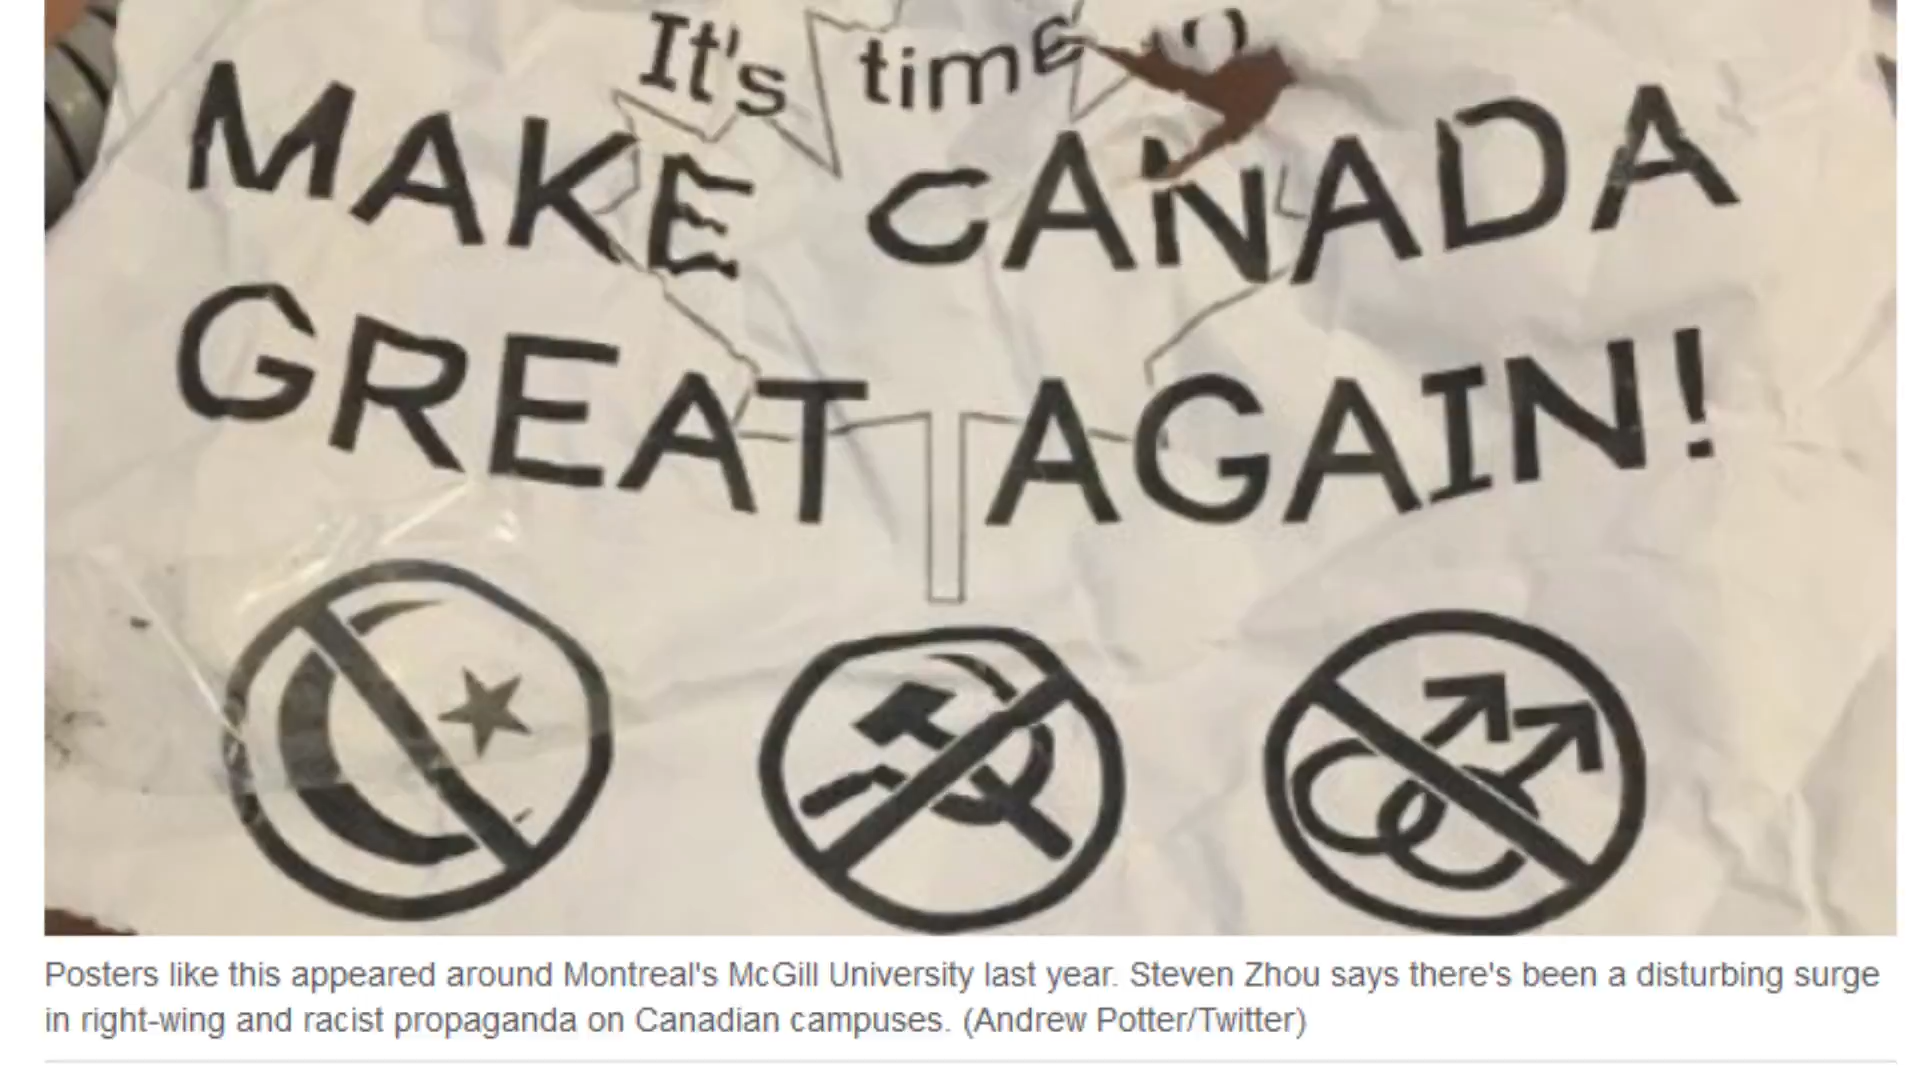 It's time to
MAKE CANADA
GREAT AGAIN!
Posters like this appeared around Montreal's McGill University last year. Steven Zhou says there's been a disturbing surge
in right-wing and racist propaganda on Canadian campuses. (Andrew Potter/Twitter)